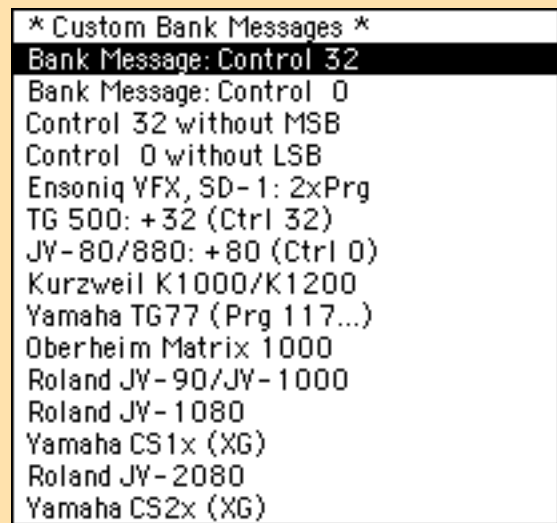 * Custom Bank Messages *
Bank Message: Control 32
Bank Message: Control 0
Control 32 without MSB
Control 0 without LSB
Ensoniq VFX, SD-1: 2xPrg
TG 500: +32 (Ctrl 32)
JV-80/880: +80 (Ctrl 0)
Kurzweil K1000/K1200
Yamaha TG77 (Prg 117...)
Oberheim Matrix 1000
Roland JV-90/JV-1000
Roland JV-1080
Yamaha CS1x (XG)
Roland JV-2080
Yamaha CS2x (XG)